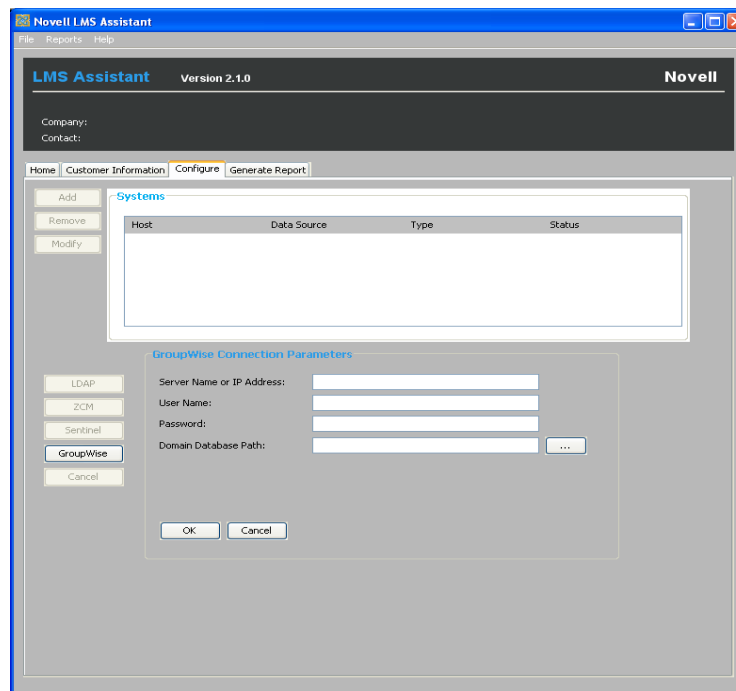 Novell LMS Assistant
File Reports Help
LMS Assistant Version 2.1.0 Novell
Company:
Contact:
Home Customer Information Configure Generate Report
Add
Remove
Modify
Systems
Host Data Source Type Status
LDAP
ZCM
Sentinel
GroupWise
Cancel
GroupWise Connection Parameters
Server Name or IP Address:
User Name:
Password:
Domain Database Path: ...
OK Cancel